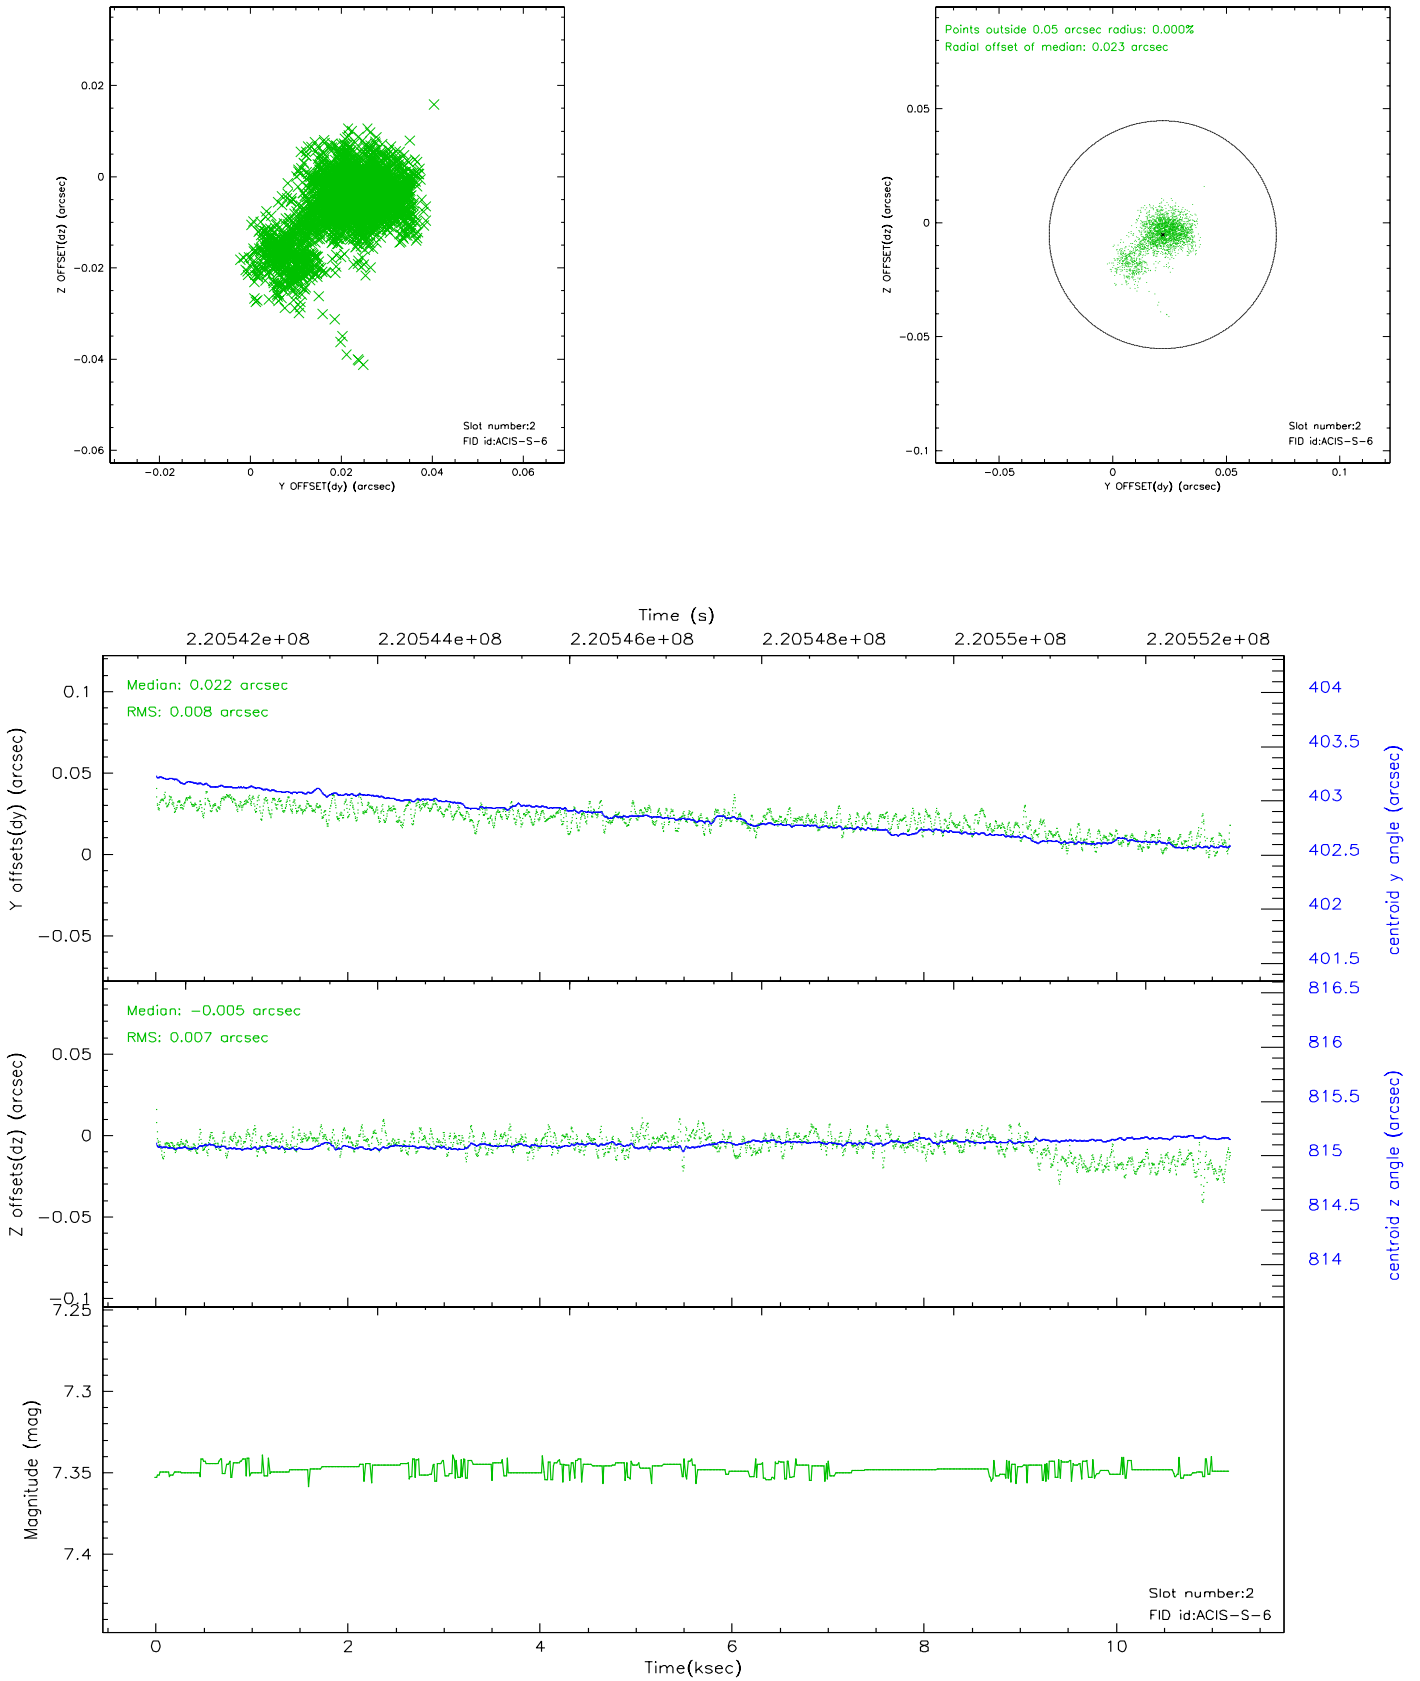 0.02
0
−0.02
−0.04
−0.06
Z OFFSET(dz) (arcsec)
−0.02
0
0.02
0.04
0.06
Y OFFSET(dy) (arcsec)
Slot number:2
FID id:ACIS−S−6
Points outside 0.05 arcsec radius: 0.000%
Radial offset of median: 0.023 arcsec
0.05
0
−0.05
−0.1
Z OFFSET(dz) (arcsec)
−0.05
0
0.05
0.1
Y OFFSET(dy) (arcsec)
Slot number:2
FID id:ACIS−S−6
Time (s)
2.20542e+08
2.20544e+08
2.20546e+08
2.20548e+08
2.2055e+08
2.20552e+08
Median: 0.022 arcsec
RMS: 0.008 arcsec
0.1
0.05
0
−0.05
Y offsets(dy) (arcsec)
404
403.5
403
402.5
402
401.5
centroid y angle (arcsec)
Median: −0.005 arcsec
RMS: 0.007 arcsec
0.05
0
−0.05
−0.1
Z offsets(dz) (arcsec)
816.5
816
815.5
815
814.5
814
centroid z angle (arcsec)
7.25
7.3
7.35
7.4
Magnitude (mag)
Slot number:2
FID id:ACIS−S−6
0
2
4
6
8
10
Time(ksec)